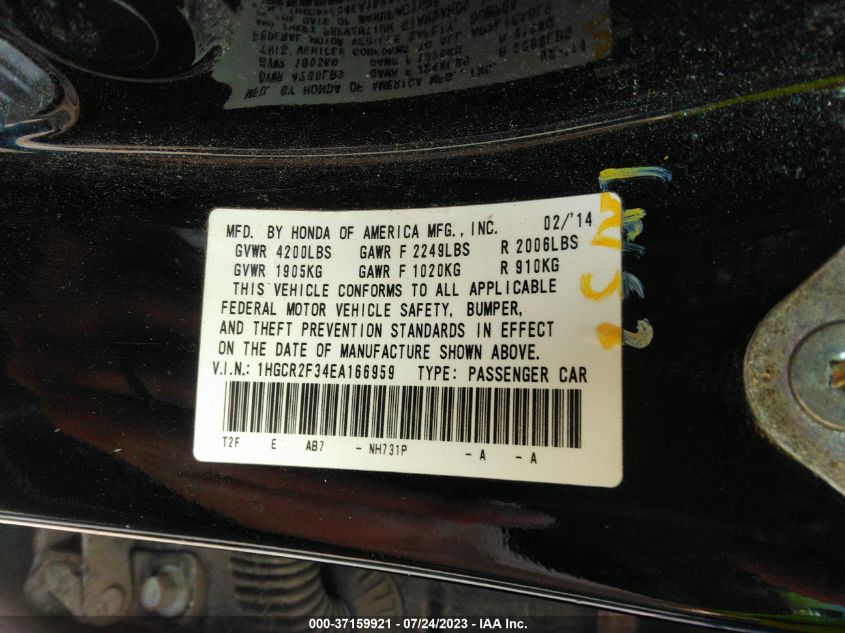 MFD. BY HONDA OF AMERICA MFG., INC. 02/'14
GVWR 4200LBS GAWR F 2249LBS R 2006LBS
GVWR 1905KG GAWR F 1020KG R 910KG
THIS VEHICLE CONFORMS TO ALL APPLICABLE
FEDERAL MOTOR VEHICLE SAFETY, BUMPER,
AND THEFT PREVENTION STANDARDS IN EFFECT
ON THE DATE OF MANUFACTURE SHOWN ABOVE.
V.I.N.: 1HGCR2F34EA166959 TYPE: PASSENGER CAR
T2F E AB7 - NH731P - A - A
000-37159921 - 07/24/2023 - IAA Inc.